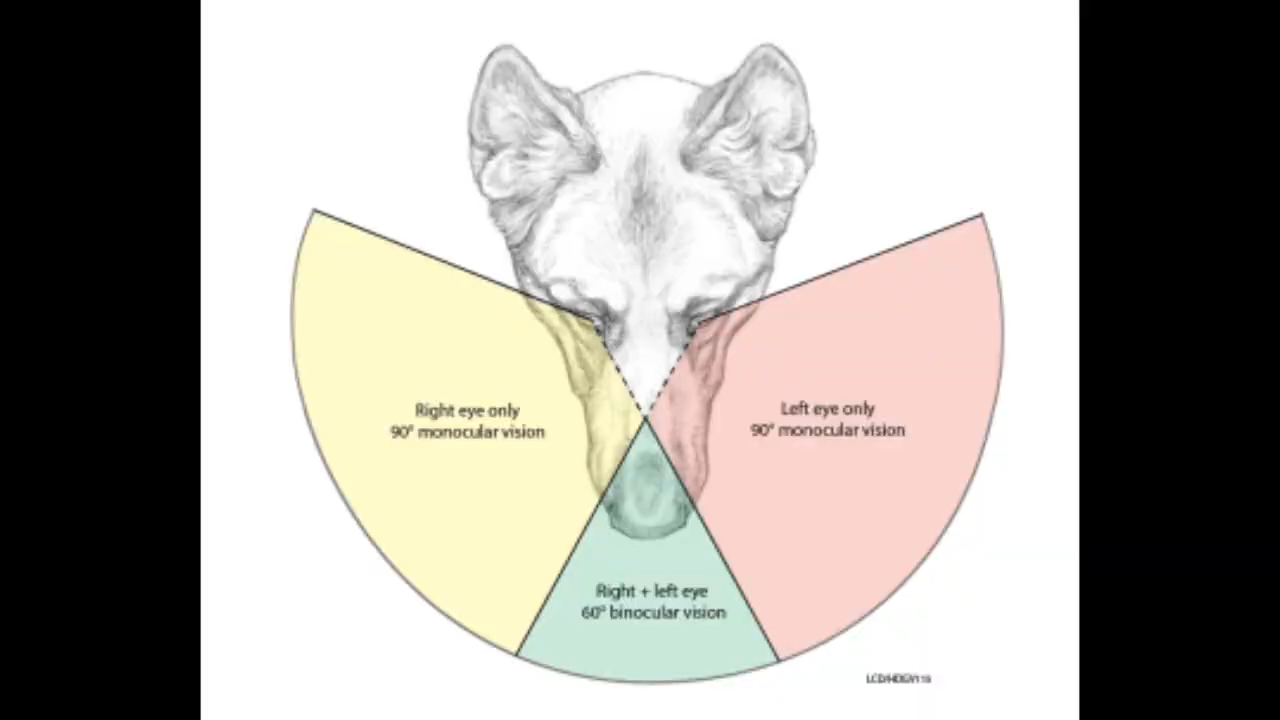 Right eye only
90° monocular vision
Left eye only
90° monocular vision
Right + left eye
60° binocular vision